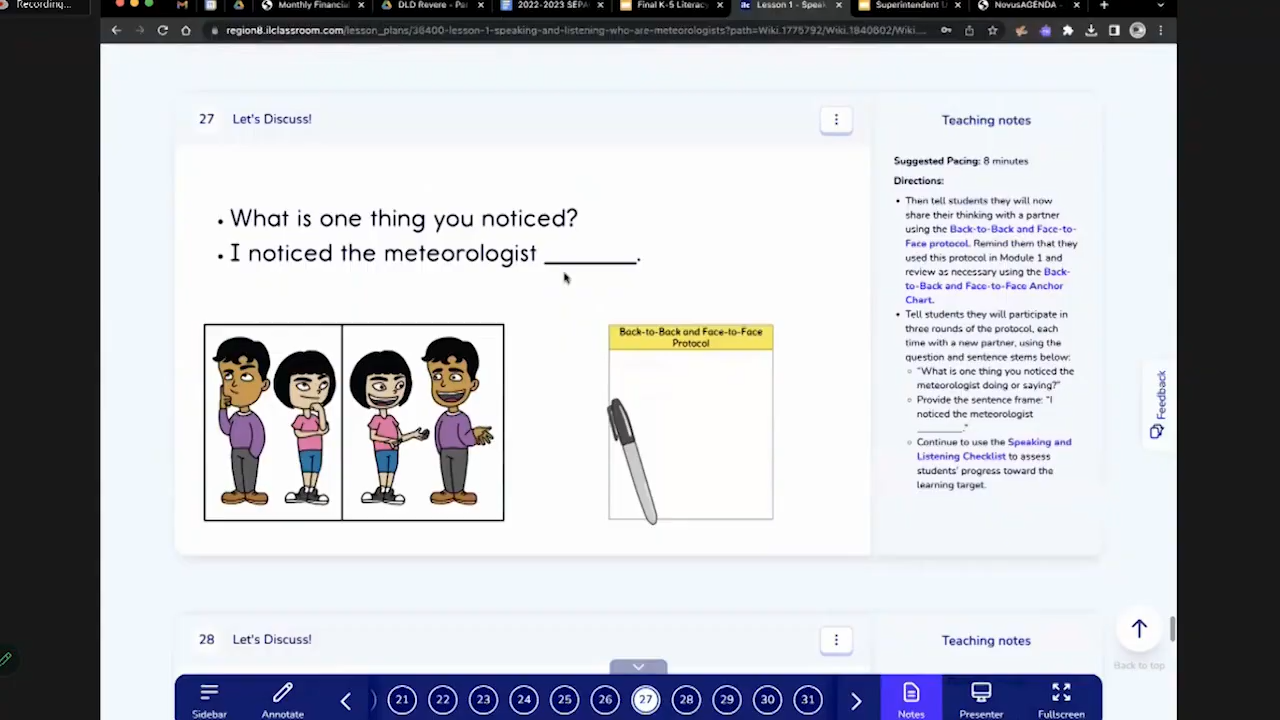 Recording...
Monthly Financial
DLD Revere - Par
2022-2023 SEPA
Final K-5 Literacy
Lesson 1 - Speak
Superintendent
NovusAGENDA
region8.ilclassroom.com/lesson_plans/36400-lesson-1-speaking-and-listening-who-are-meteorologists?path=Wiki.1775792/Wiki.1840602/Wiki...
27 Let's Discuss!
• What is one thing you noticed?
• I noticed the meteorologist ________.
Back-to-Back and Face-to-Face
Protocol
Teaching notes
Suggested Pacing: 8 minutes
Directions:
• Then tell students they will now
share their thinking with a partner
using the Back-to-Back and Face-to-
Face protocol. Remind them that they
used this protocol in Module 1 and
review as necessary using the Back-
to-Back and Face-to-Face Anchor
Chart.
• Tell students they will participate in
three rounds of the protocol, each
time with a new partner, using the
question and sentence stems below:
"What is one thing you noticed the
meteorologist doing or saying?"
Provide the sentence frame: "I
noticed the meteorologist
________."
Continue to use the Speaking and
Listening Checklist to assess
students' progress toward the
learning target.
Feedback
28 Let's Discuss!
Teaching notes
Back to top
Sidebar
Annotate
21 22 23 24 25 26 27 28 29 30 31
Notes
Presenter
Fullscreen